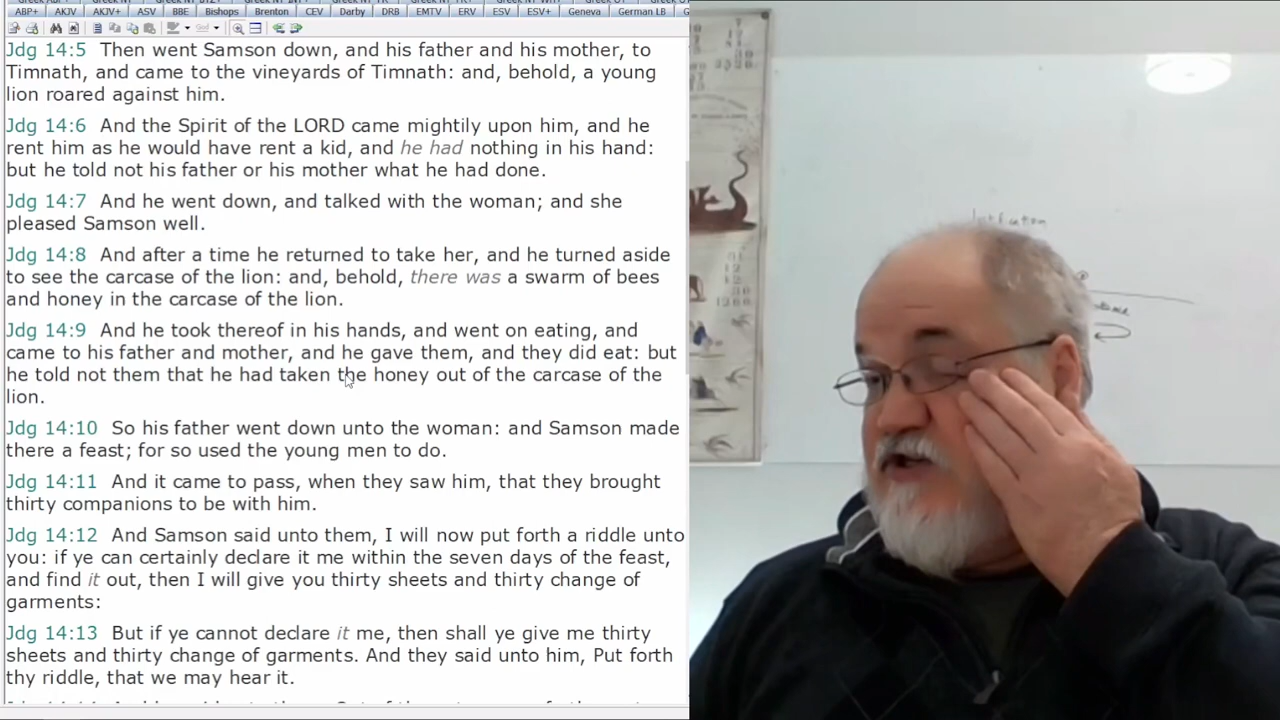 ABP+ AKJV AKJV+ ASV BBE Bishops Brenton CEV Darby DRB EMTV ERV ESV ESV+ Geneva German LB
Jdg 14:5 Then went Samson down, and his father and his mother, to
Timnath, and came to the vineyards of Timnath: and, behold, a young
lion roared against him.
Jdg 14:6 And the Spirit of the LORD came mightily upon him, and he
rent him as he would have rent a kid, and he had nothing in his hand:
but he told not his father or his mother what he had done.
Jdg 14:7 And he went down, and talked with the woman; and she
pleased Samson well.
Jdg 14:8 And after a time he returned to take her, and he turned aside
to see the carcase of the lion: and, behold, there was a swarm of bees
and honey in the carcase of the lion.
Jdg 14:9 And he took thereof in his hands, and went on eating, and
came to his father and mother, and he gave them, and they did eat: but
he told not them that he had taken the honey out of the carcase of the
lion.
Jdg 14:10 So his father went down unto the woman: and Samson made
there a feast; for so used the young men to do.
Jdg 14:11 And it came to pass, when they saw him, that they brought
thirty companions to be with him.
Jdg 14:12 And Samson said unto them, I will now put forth a riddle unto
you: if ye can certainly declare it me within the seven days of the feast,
and find it out, then I will give you thirty sheets and thirty change of
garments:
Jdg 14:13 But if ye cannot declare it me, then shall ye give me thirty
sheets and thirty change of garments. And they said unto him, Put forth
thy riddle, that we may hear it.